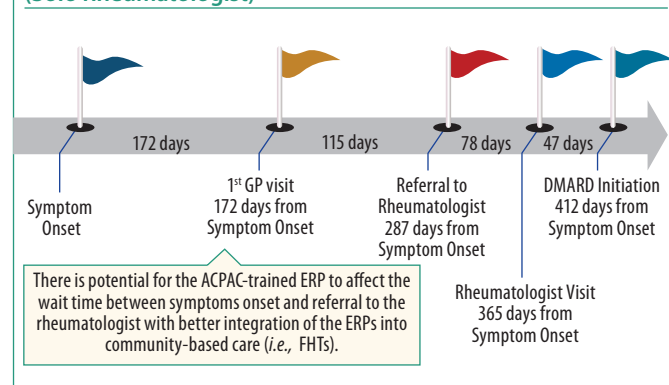 (Sole Rheumatologist)
172 days
115 days
78 days
47 days
Symptom
Onset
1st GP visit
172 days from
Symptom Onset
Referral to
Rheumatologist
287 days from
Symptom Onset
Rheumatologist Visit
365 days from
Symptom Onset
DMARD Initiation
412 days from
Symptom Onset
There is potential for the ACPAC-trained ERP to affect the
wait time between symptoms onset and referral to the
rheumatologist with better integration of the ERPs into
community-based care (i.e., FHTs).